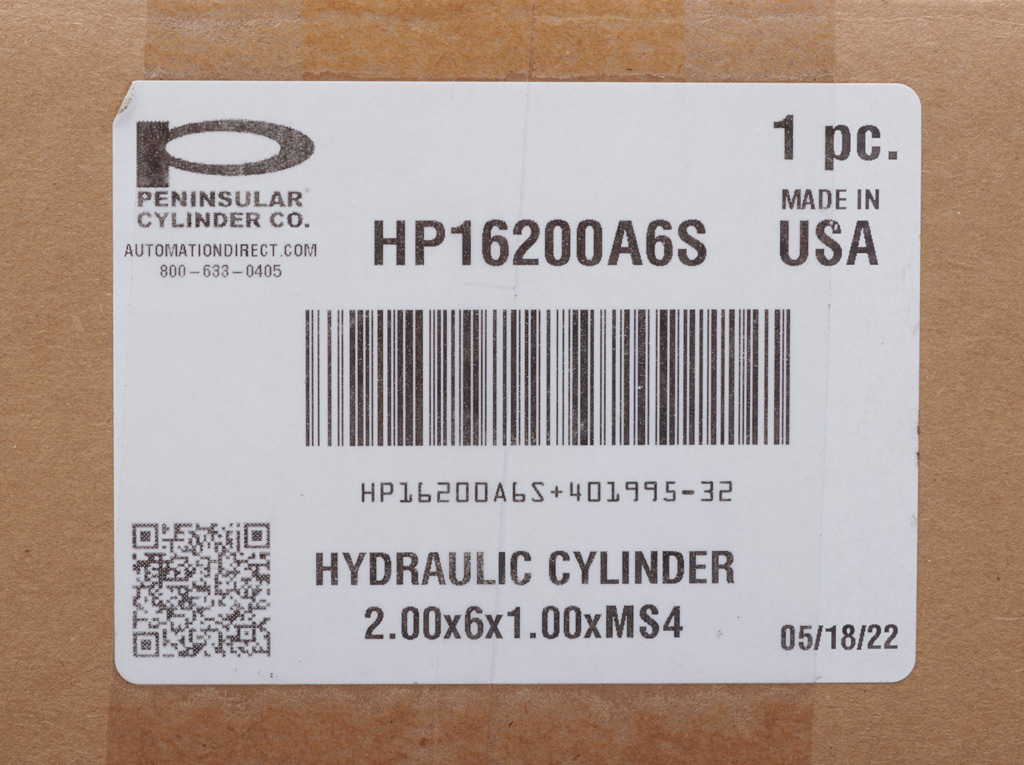 PENINSULAR
CYLINDER CO.
AUTOMATIONDIRECT.COM
800-633-0405
HP16200A6S
1 pc.
MADE IN
USA
HP16200A6S+401995-32
HYDRAULIC CYLINDER
2.00x6x1.00xMS4
05/18/22